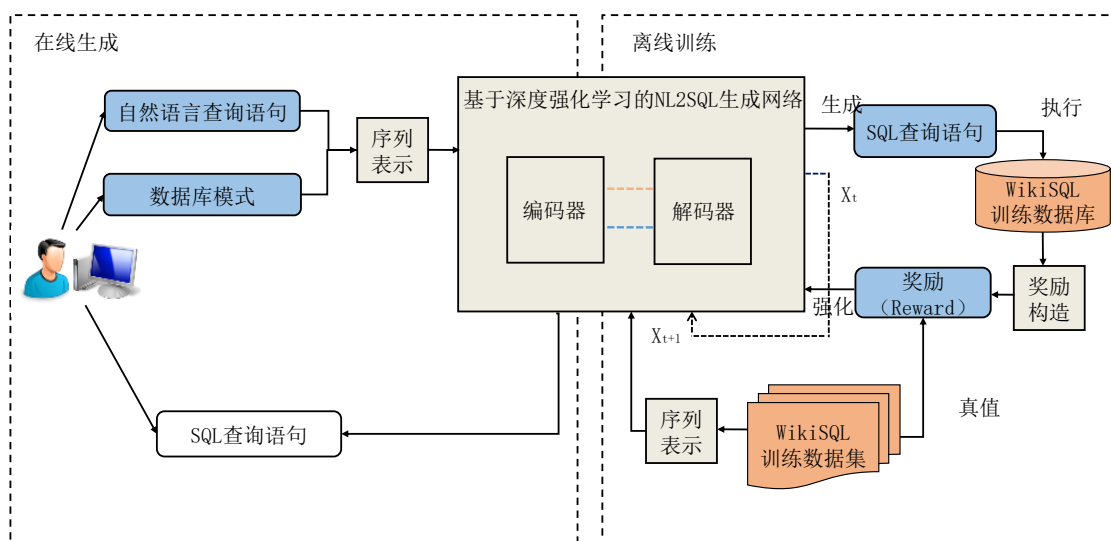 在线生成
离线训练
基于深度强化学习的NL2SQL生成网络
自然语言查询语句
数据库模式
序列
表示
编码器
解码器
生成
SQL查询语句
执行
WikiSQL
训练数据库
Xt
奖励
构造
奖励
（Reward）
强化
Xt+1
SQL查询语句
序列
表示
WikiSQL
训练数据集
真值